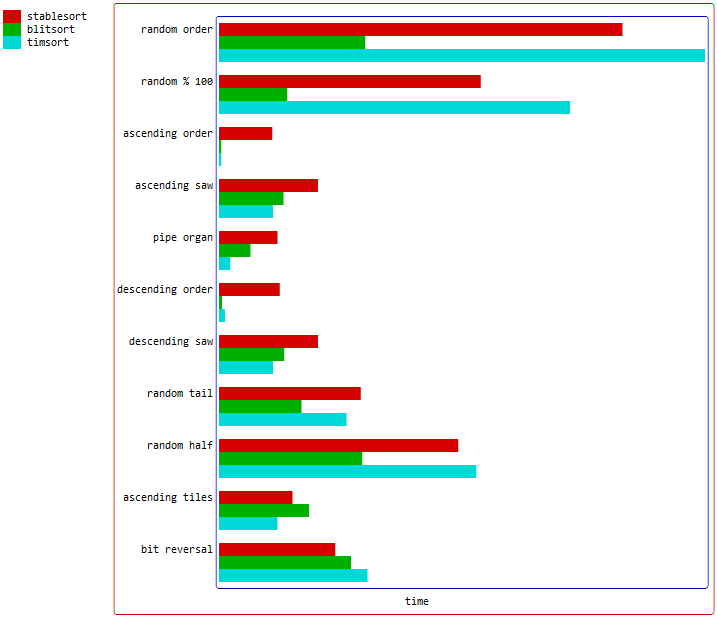 stablesort
blitsort
timsort
random order
random % 100
ascending order
ascending saw
pipe organ
descending order
descending saw
random tail
random half
ascending tiles
bit reversal
time